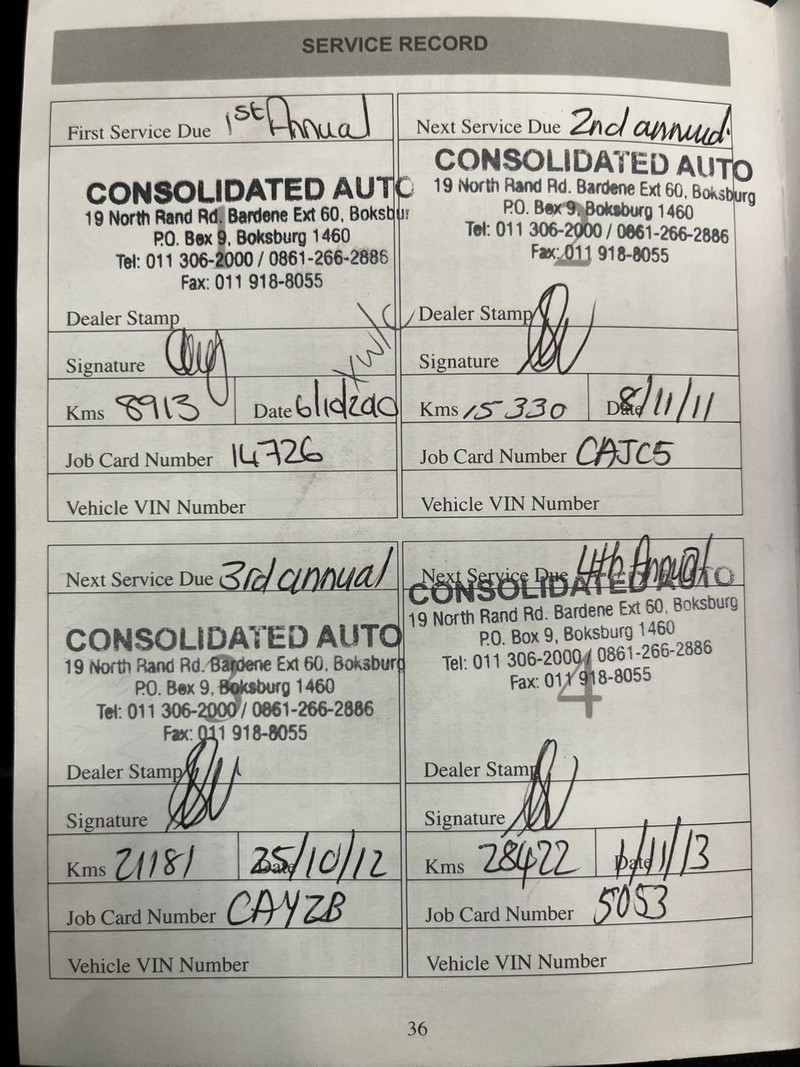 SERVICE RECORD
First Service Due 1st Annual
CONSOLIDATED AUTO
19 North Rand Rd. Bardene Ext 60, Boksbur
P.O. Box 9, Boksburg 1460
Tel: 011 306-2000 / 0861-266-2886
Fax: 011 918-8055
Dealer Stamp
Signature
Kms 8913 Date
Job Card Number 14726
Vehicle VIN Number
Next Service Due 2nd annual
CONSOLIDATED AUTO
19 North Rand Rd. Bardene Ext 60, Boksburg
P.O. Box 9, Boksburg 1460
Tel: 011 306-2000 / 0861-266-2886
Fax: 011 918-8055
Dealer Stamp
Signature
Kms 15 330 Date 8/11/11
Job Card Number CAJC5
Vehicle VIN Number
Next Service Due 3rd annual
CONSOLIDATED AUTO
19 North Rand Rd. Bardene Ext 60, Boksburg
P.O. Box 9, Boksburg 1460
Tel: 011 306-2000 / 0861-266-2886
Fax: 011 918-8055
Dealer Stamp
Signature
Kms 21181 Date 25/10/12
Job Card Number CAYZB
Vehicle VIN Number
Next Service Due 4th Annual
CONSOLIDATED AUTO
19 North Rand Rd. Bardene Ext 60, Boksburg
P.O. Box 9, Boksburg 1460
Tel: 011 306-2000 / 0861-266-2886
Fax: 011 918-8055
4
Dealer Stamp
Signature
Kms 28422 Date
Job Card Number 5053
Vehicle VIN Number
36